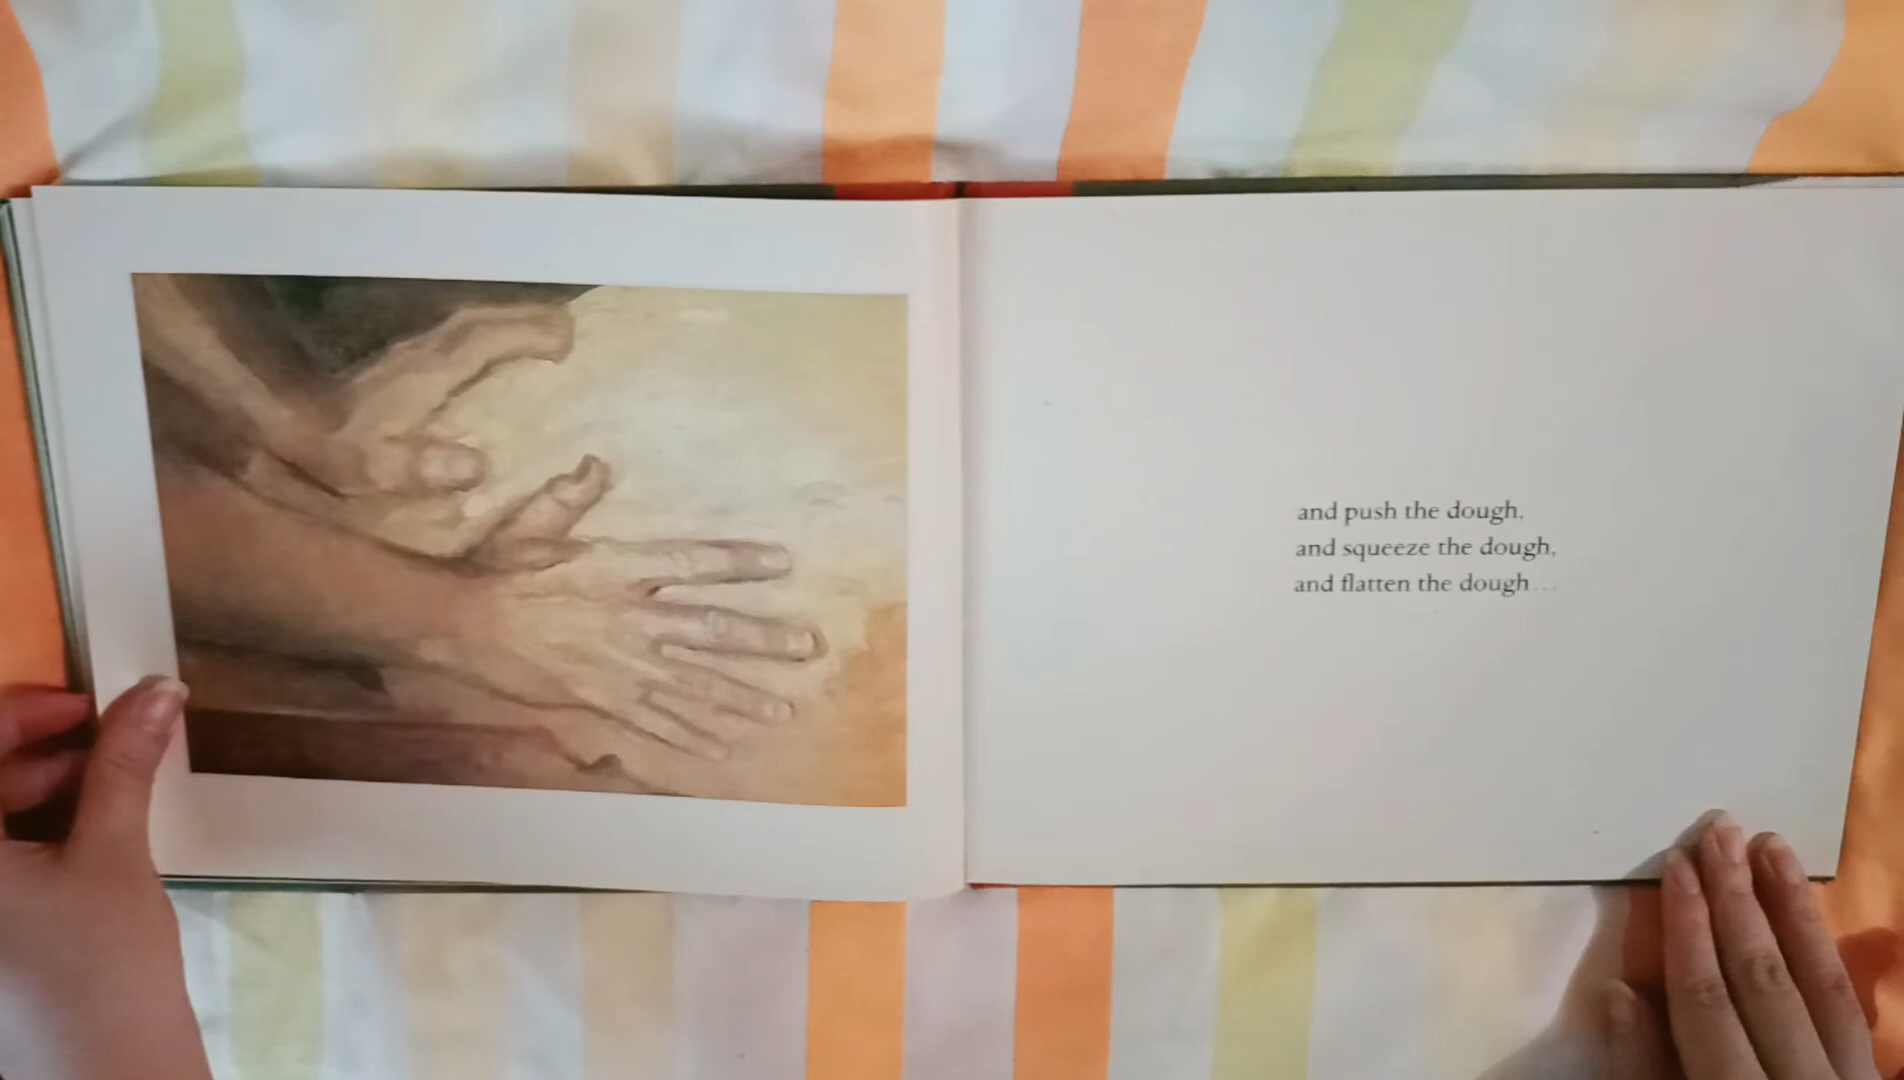 and push the dough,
and squeeze the dough,
and flatten the dough...